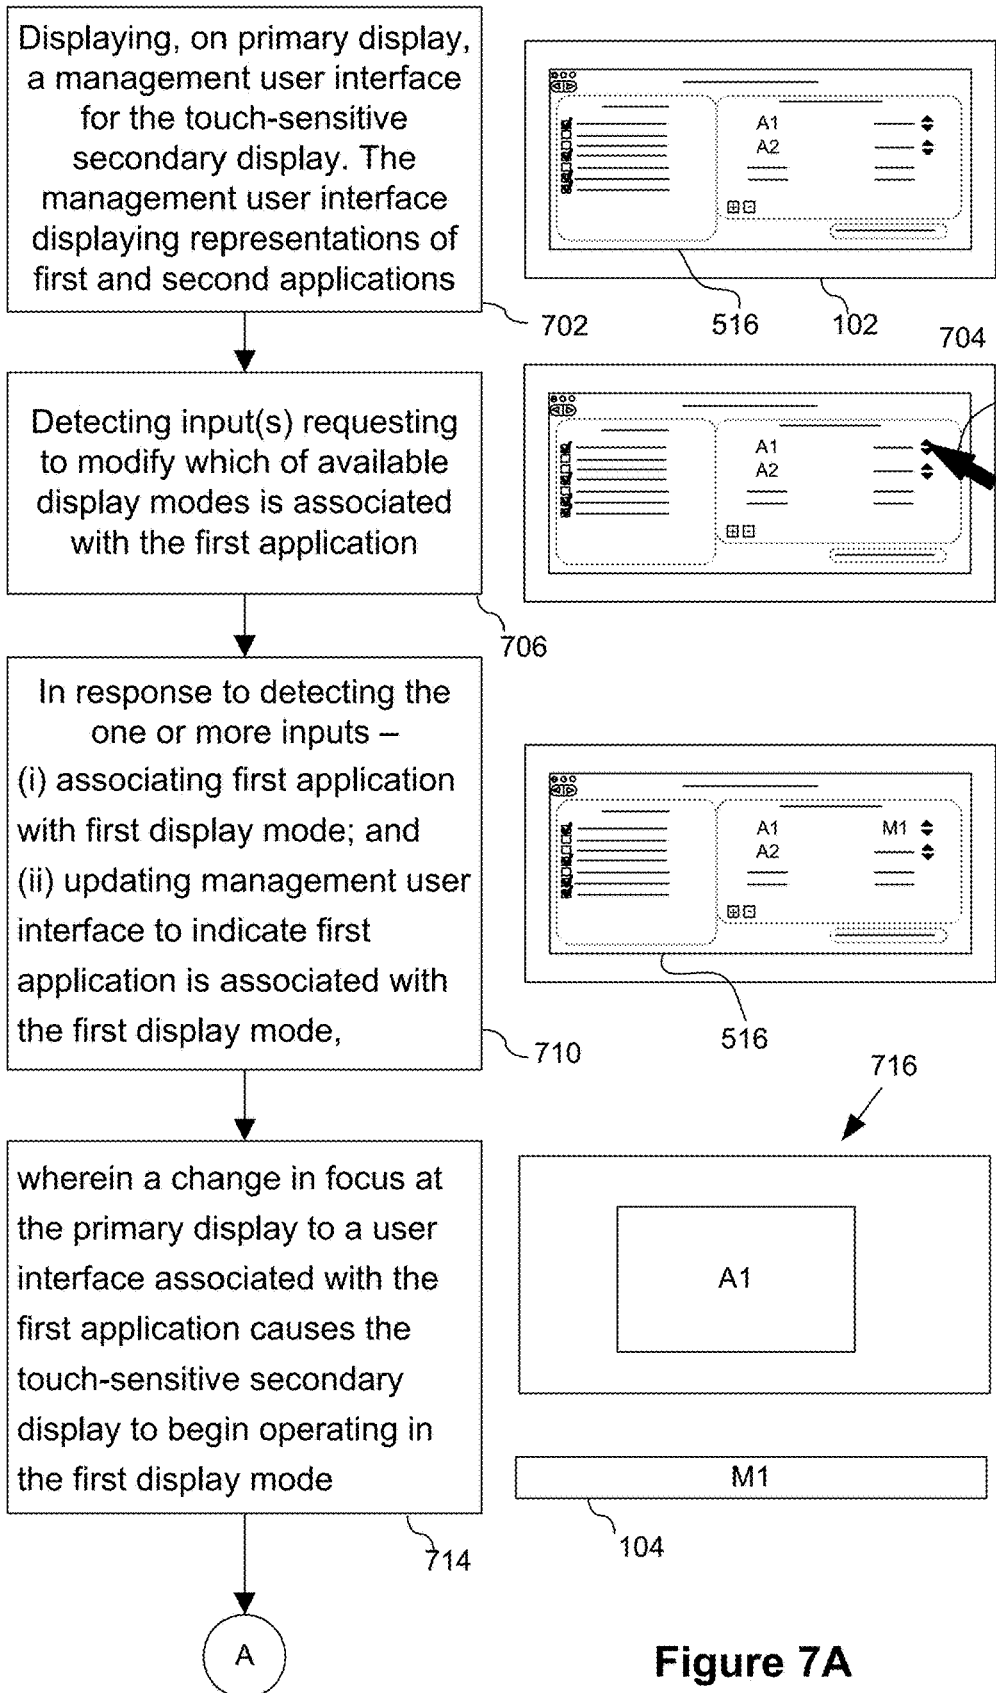 Displaying, on primary display,
a management user interface
for the touch-sensitive
secondary display. The
management user interface
displaying representations of
first and second applications
702
A1
A2
516
102
704
Detecting input(s) requesting
to modify which of available
display modes is associated
with the first application
706
A1
A2
In response to detecting the
one or more inputs –
(i) associating first application
with first display mode; and
(ii) updating management user
interface to indicate first
application is associated with
the first display mode,
710
A1 M1
A2
516
716
wherein a change in focus at
the primary display to a user
interface associated with the
first application causes the
touch-sensitive secondary
display to begin operating in
the first display mode
714
A1
M1
104
A
Figure 7A